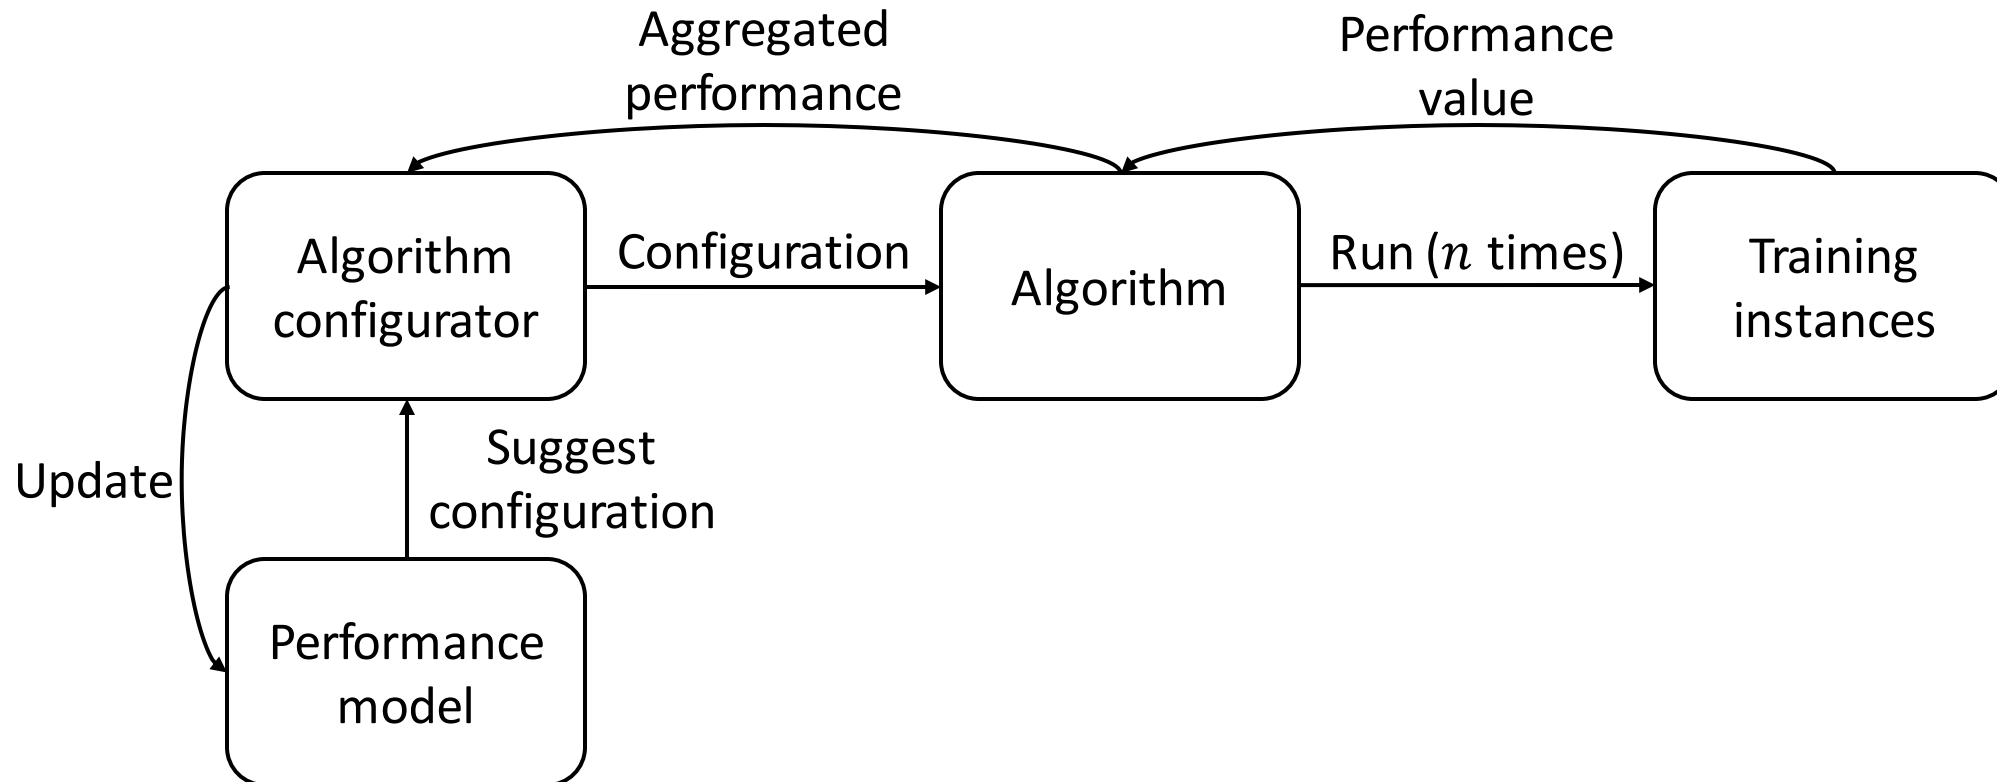 Aggregated
performance
Performance
value
Algorithm
configurator
Configuration
Algorithm
Run (n times)
Training
instances
Update
Suggest
configuration
Performance
model